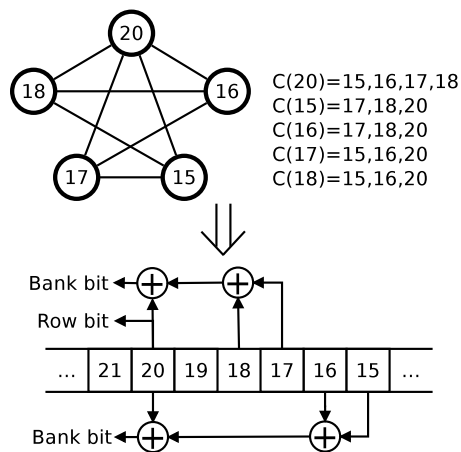 20
18
16
17
15
C(20)=15,16,17,18
C(15)=17,18,20
C(16)=17,18,20
C(17)=15,16,20
C(18)=15,16,20
Bank bit
Row bit
... 21 20 19 18 17 16 15 ...
Bank bit